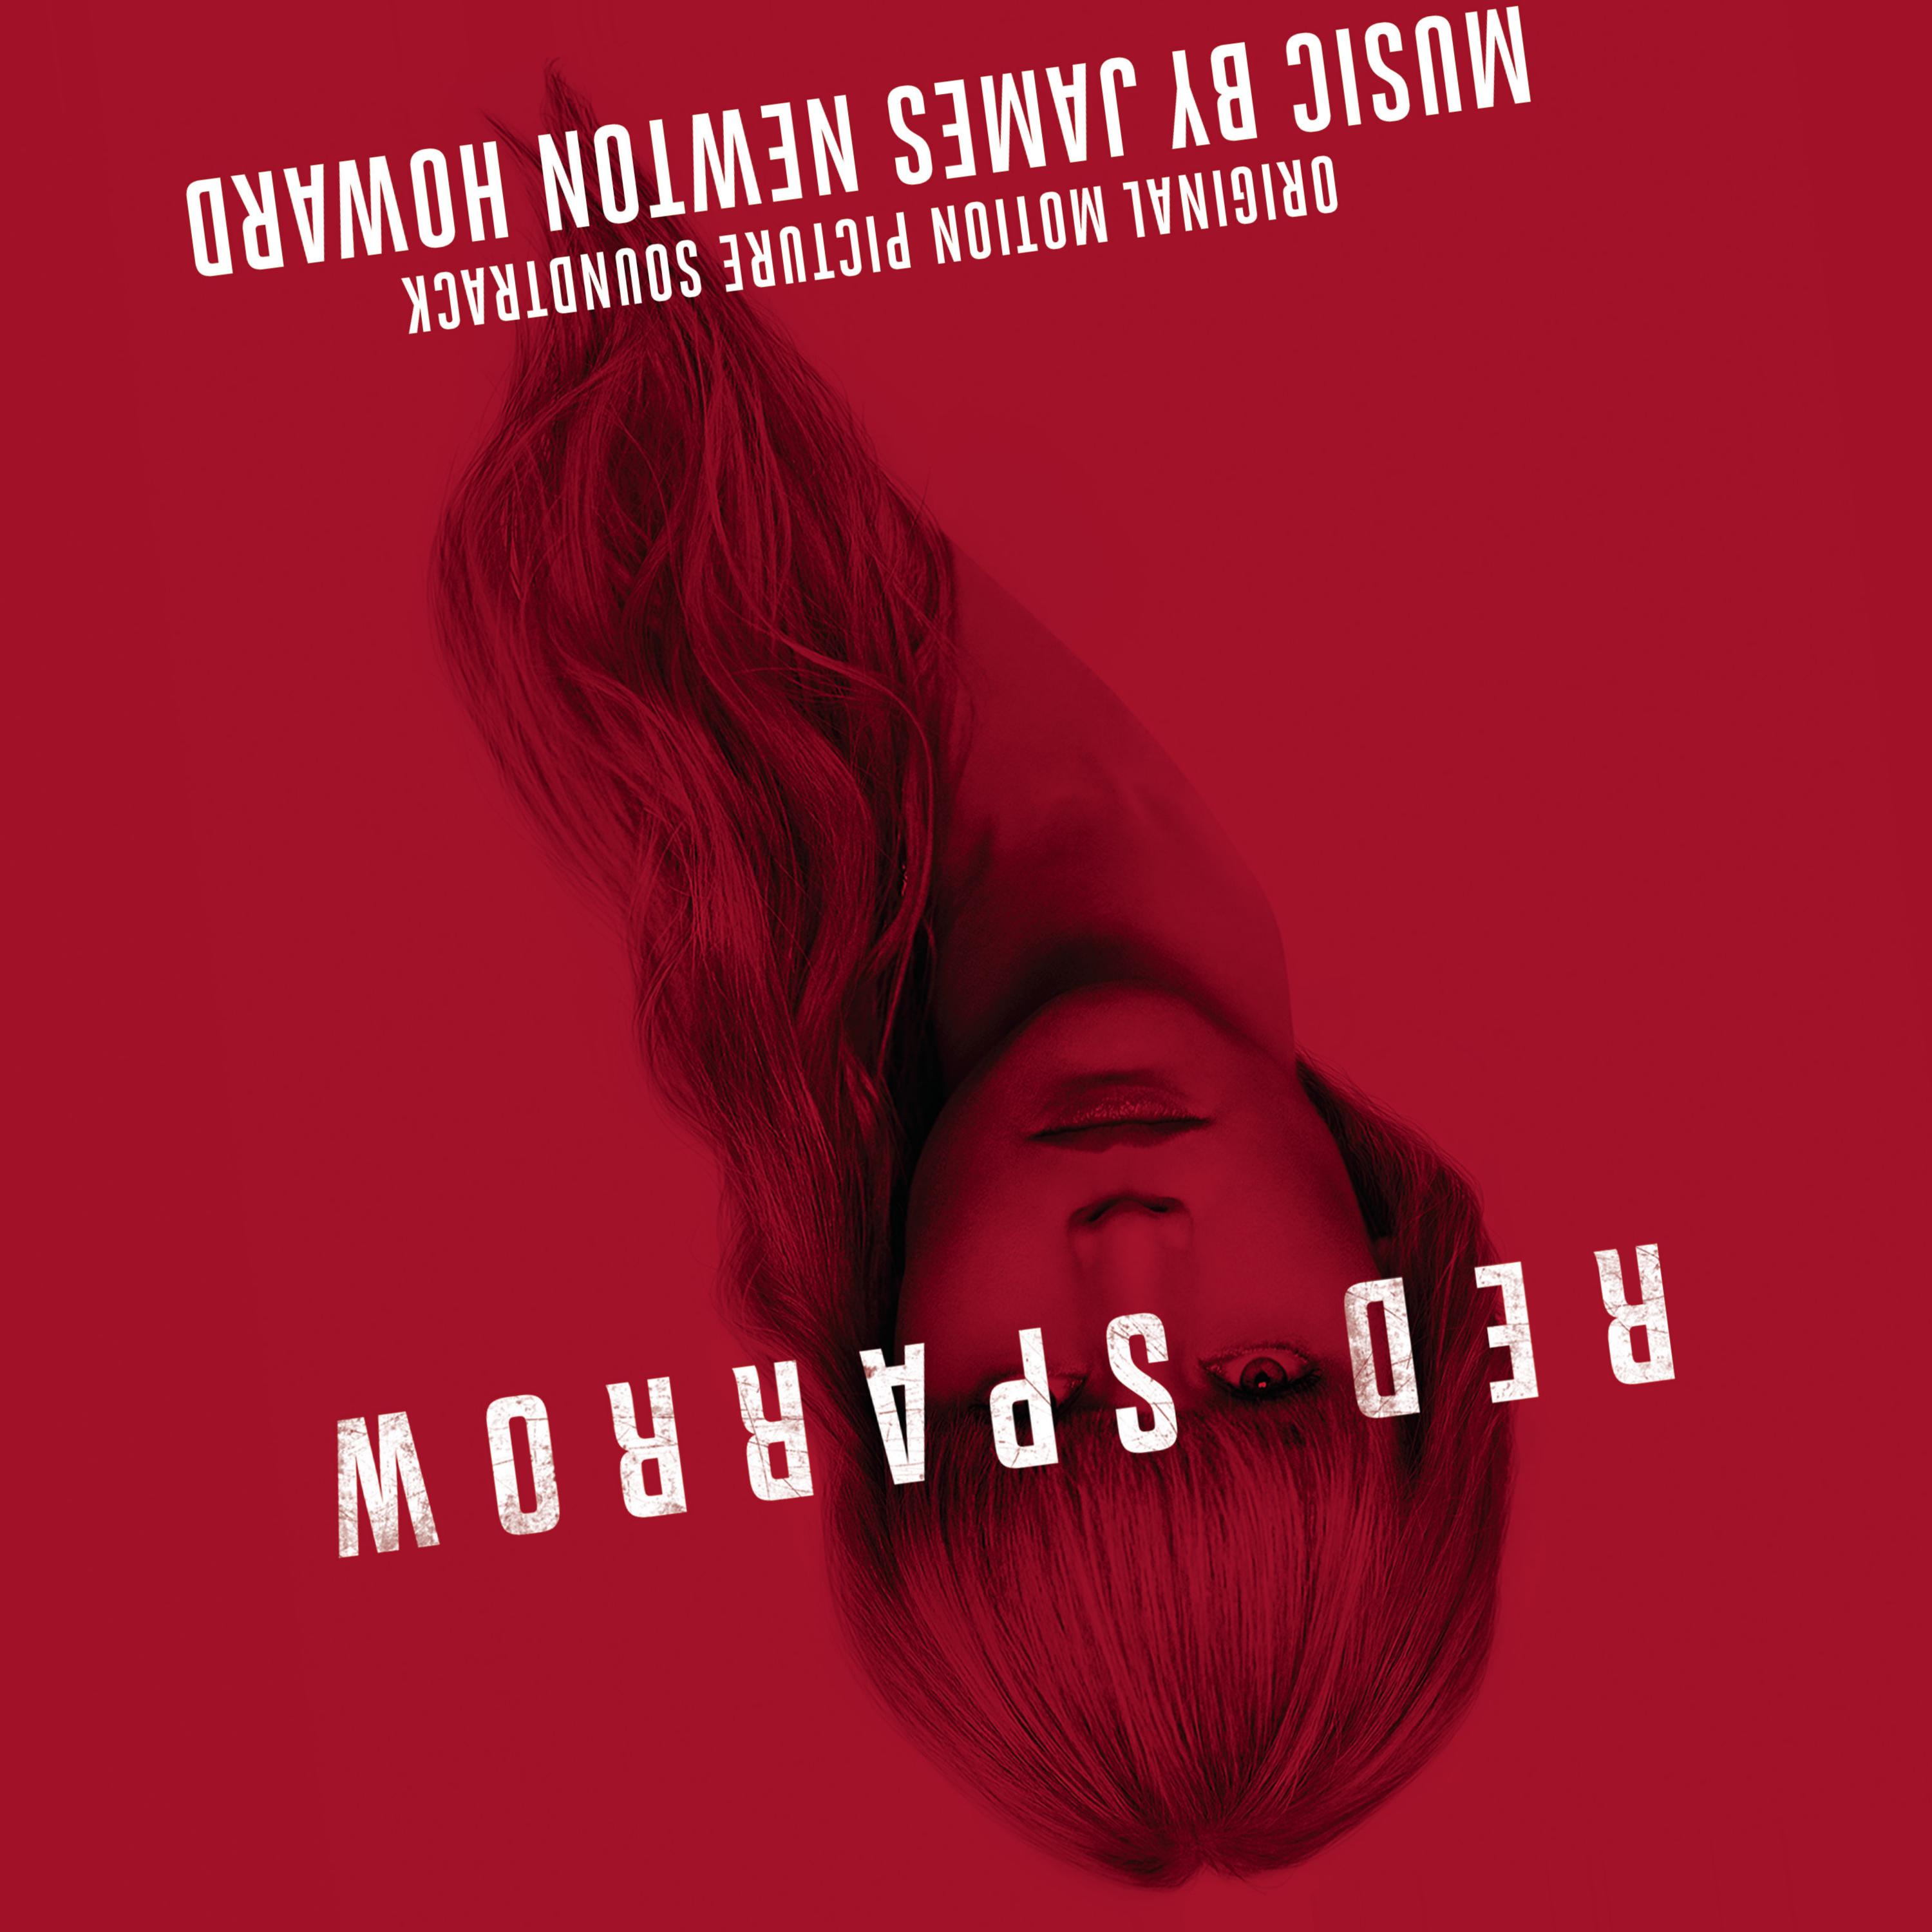 RED SPARROW
ORIGINAL MOTION PICTURE SOUNDTRACK
MUSIC BY JAMES NEWTON HOWARD